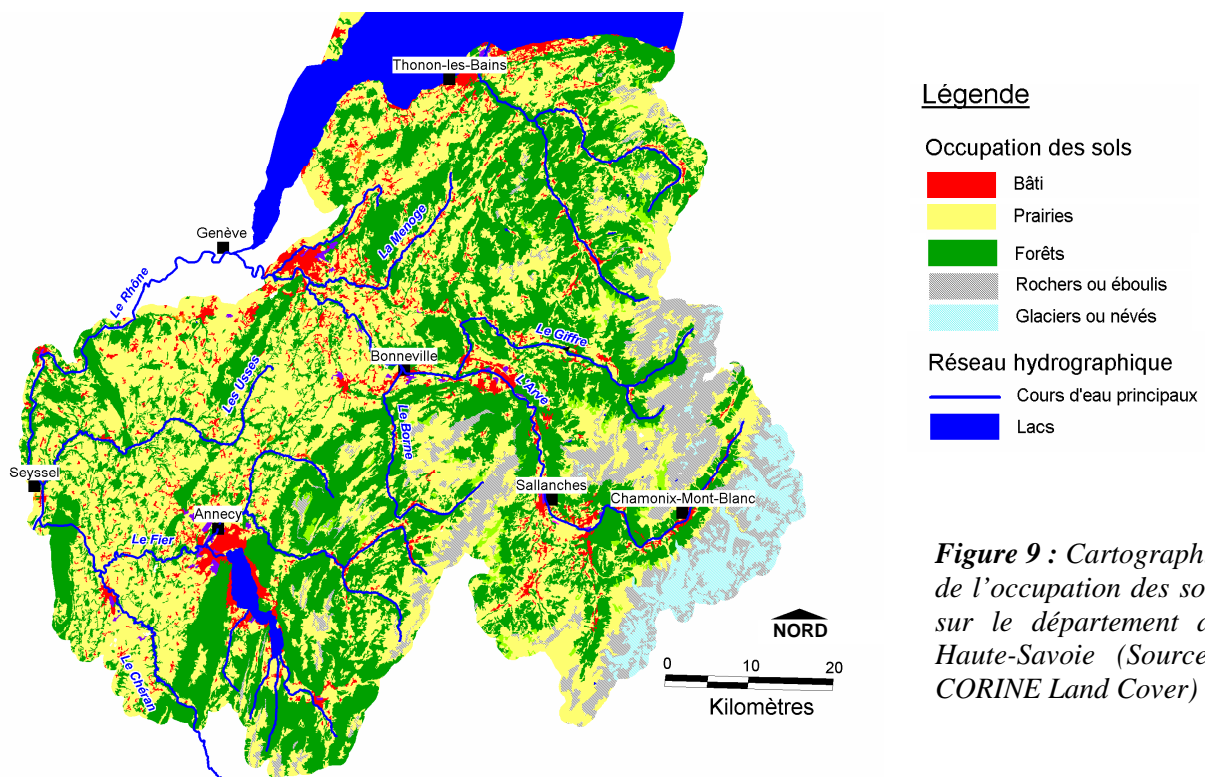 Thonon-les-Bains
Genève
La Menoge
Le Rhône
Le Giffre
Bonneville
L'Arve
Les Usses
Le Borne
Seyssel
Sallanches
Chamonix-Mont-Blanc
Annecy
Le Fier
Le Chéran
NORD
0 10 20
Kilomètres
Légende
Occupation des sols
Bâti
Prairies
Forêts
Rochers ou éboulis
Glaciers ou névés
Réseau hydrographique
Cours d'eau principaux
Lacs
Figure 9 : Cartographi
de l'occupation des so
sur le département d
Haute-Savoie (Source
CORINE Land Cover)